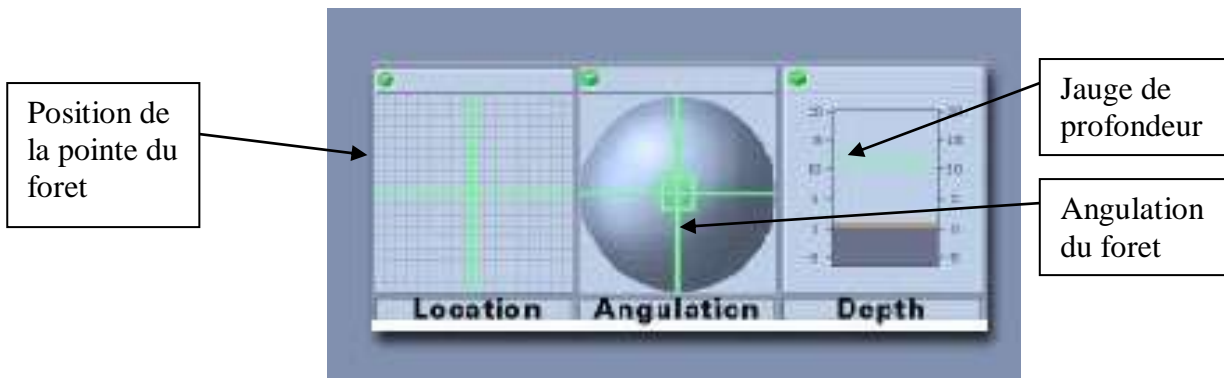 Position de
la pointe du
foret
Jauge de
profondeur
Angulation
du foret
Location
Angulation
Depth